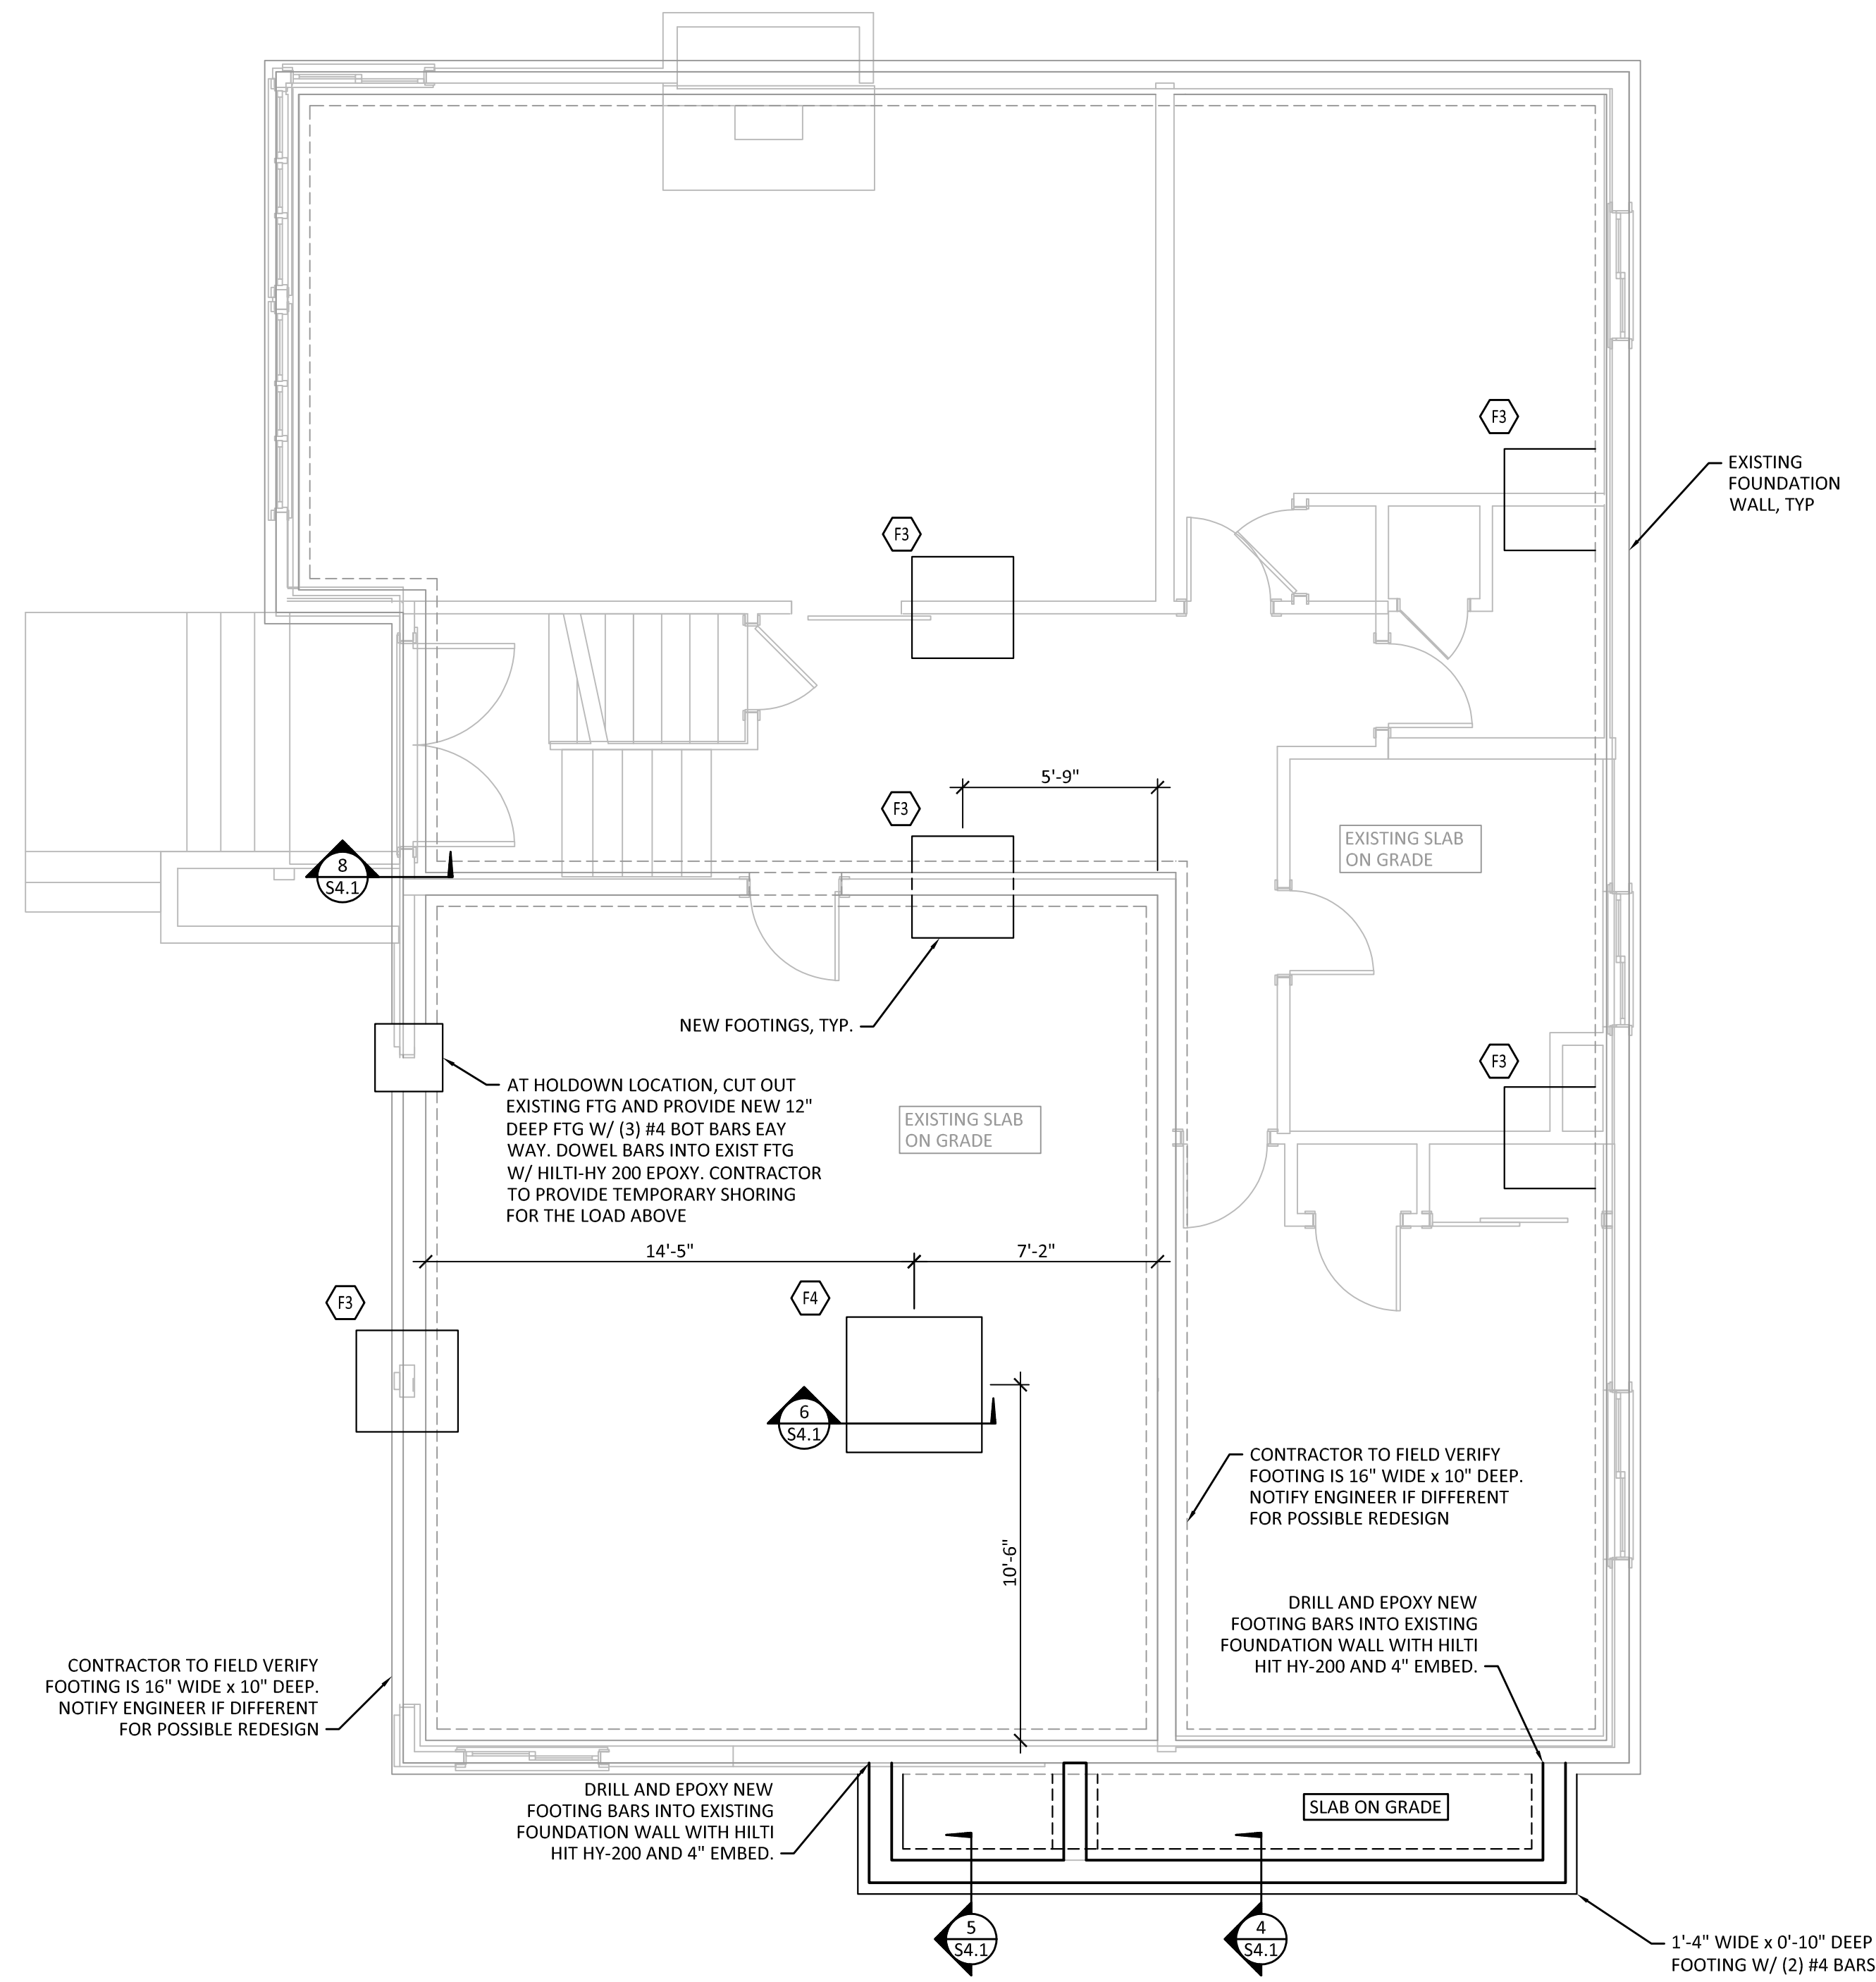 F3
EXISTING
FOUNDATION
WALL, TYP
F3
5'-9"
F3
EXISTING SLAB
ON GRADE
8
S4.1
NEW FOOTINGS, TYP.
F3
AT HOLDOWN LOCATION, CUT OUT
EXISTING FTG AND PROVIDE NEW 12"
DEEP FTG W/ (3) #4 BOT BARS EAY
WAY. DOWEL BARS INTO EXIST FTG
W/ HILTI-HY 200 EPOXY. CONTRACTOR
TO PROVIDE TEMPORARY SHORING
FOR THE LOAD ABOVE
EXISTING SLAB
ON GRADE
14'-5"
7'-2"
F3
F4
6
S4.1
10'-6"
CONTRACTOR TO FIELD VERIFY
FOOTING IS 16" WIDE x 10" DEEP.
NOTIFY ENGINEER IF DIFFERENT
FOR POSSIBLE REDESIGN
DRILL AND EPOXY NEW
FOOTING BARS INTO EXISTING
FOUNDATION WALL WITH HILTI
HIT HY-200 AND 4" EMBED.
CONTRACTOR TO FIELD VERIFY
FOOTING IS 16" WIDE x 10" DEEP.
NOTIFY ENGINEER IF DIFFERENT
FOR POSSIBLE REDESIGN
DRILL AND EPOXY NEW
FOOTING BARS INTO EXISTING
FOUNDATION WALL WITH HILTI
HIT HY-200 AND 4" EMBED.
SLAB ON GRADE
5
S4.1
4
S4.1
1'-4" WIDE x 0'-10" DEEP
FOOTING W/ (2) #4 BARS